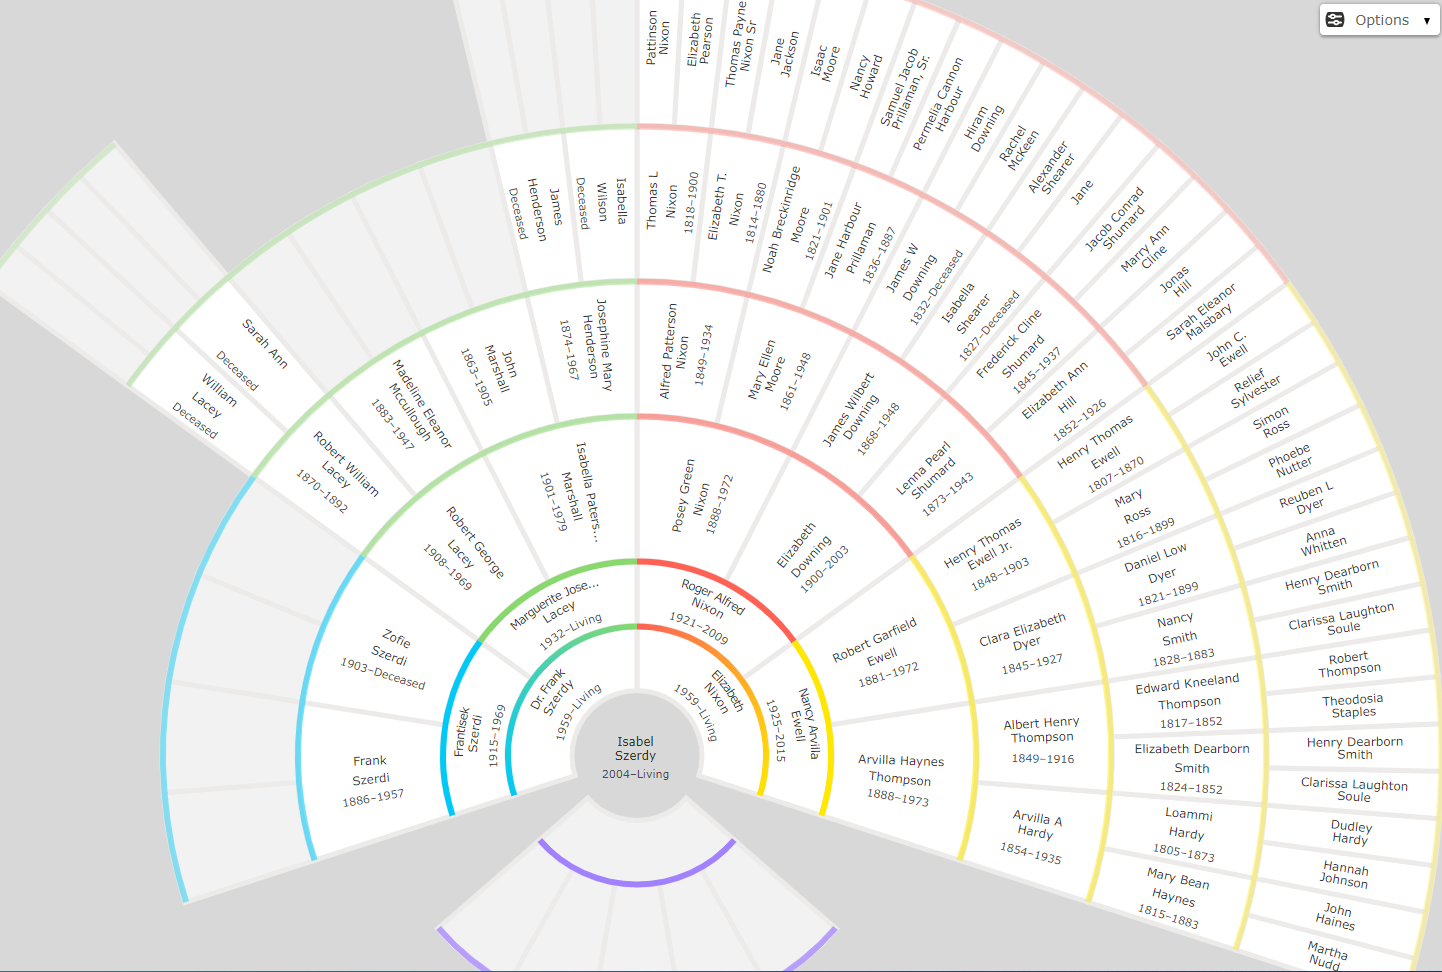 Options
Isabel
Szerdy
2004–Living
Dr. Frank
Szerdy
1959–Living
Elizabeth
Nixon
1959–Living
Frantisek
Szerdi
1915–1969
Marguerite Jose...
Lacey
1932–Living
Roger Alfred
Nixon
1921–2009
Nancy Arvilla
Ewell
1925–2015
Frank
Szerdi
1886–1957
Zofie
Szerdi
1903–Deceased
Robert George
Lacey
1908–1969
Isabella Paters...
Marshall
1901–1979
Posey Green
Nixon
1888–1972
Elizabeth
Downing
1900–2003
Robert Garfield
Ewell
1881–1972
Arvilla Haynes
Thompson
1888–1973
Robert William
Lacey
1870–1892
Madeline Eleanor
Mccullough
1883–1947
John
Marshall
1863–1905
Josephine Mary
Henderson
1874–1967
Alfred Patterson
Nixon
1849–1934
Mary Ellen
Moore
1861–1948
James Wilbert
Downing
1868–1948
Lenna Pearl
Shumard
1873–1943
Henry Thomas
Ewell Jr.
1848–1903
Clara Elizabeth
Dyer
1845–1927
Albert Henry
Thompson
1849–1916
Arvilla A
Hardy
1854–1935
William
Lacey
Deceased
Sarah Ann
Deceased
James
Henderson
Deceased
Isabella
Wilson
Deceased
Thomas L
Nixon
1818–1900
Elizabeth T.
Nixon
1814–1880
Noah Breckinridge
Moore
1821–1901
Jane Harbour
Prillaman
1836–1887
James W
Downing
1832–Deceased
Isabella
Shearer
1827–Deceased
Frederick Cline
Shumard
1845–1937
Elizabeth Ann
Hill
1852–1926
Henry Thomas
Ewell
1807–1870
Mary
Ross
1816–1899
Daniel Low
Dyer
1821–1899
Nancy
Smith
1828–1883
Edward Kneeland
Thompson
1817–1852
Elizabeth Dearborn
Smith
1824–1852
Loammi
Hardy
1805–1873
Mary Bean
Haynes
1815–1883
Pattinson
Nixon
Elizabeth
Pearson
Thomas Payne
Nixon Sr
Jane
Jackson
Isaac
Moore
Nancy
Howard
Samuel Jacob
Prillaman, Sr.
Permelia Cannon
Harbour
Hiram
Downing
Rachel
McKeen
Alexander
Shearer
Jane
Jacob Conrad
Shumard
Marry Ann
Cline
Jonas
Hill
Sarah Eleanor
Malsbary
John C.
Ewell
Relief
Sylvester
Simon
Ross
Phoebe
Nutter
Reuben L
Dyer
Anna
Whitten
Henry Dearborn
Smith
Clarissa Laughton
Soule
Robert
Thompson
Theodosia
Staples
Henry Dearborn
Smith
Clarissa Laughton
Soule
Dudley
Hardy
Hannah
Johnson
John
Haines
Martha
Nudd